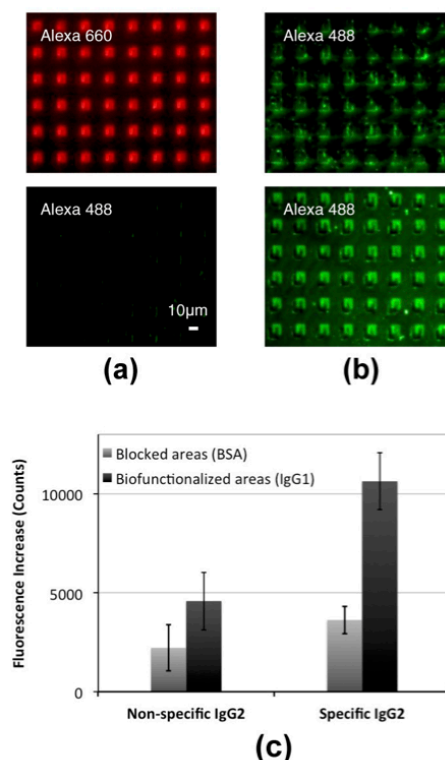 Alexa 660
Alexa 488
Alexa 488
10µm
Alexa 488
(a)
(b)
Fluorescence Increase (Counts)
Blocked areas (BSA)
Biofunctionalized areas (IgG1)
10000
5000
0
Non-specific IgG2
Specific IgG2
(c)